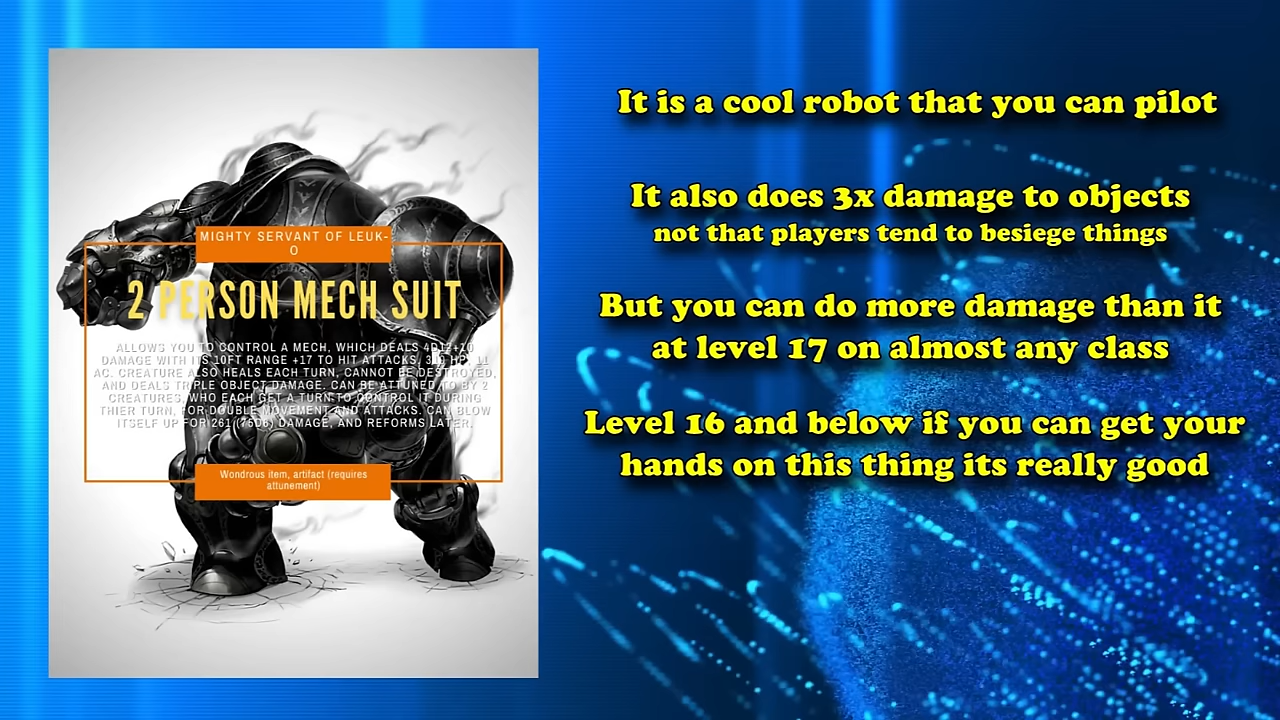 MIGHTY SERVANT OF LEUK-
O
2 PERSON MECH SUIT
ALLOWS YOU TO CONTROL A MECH, WHICH DEALS 4D12+10
DAMAGE WITH ITS 10FT RANGE +17 TO HIT ATTACKS. HP, 11
AC. CREATURE ALSO HEALS EACH TURN, CANNOT BE DESTROYED,
AND DEALS TRIPLE OBJECT DAMAGE. CAN BE ATTUNED TO BY 2
CREATURES, WHO EACH GET A TURN TO CONTROL IT DURING
THIER TURN, FOR DOUBLE MOVEMENT AND ATTACKS. CAN BLOW
ITSELF UP FOR 261 (76D6) DAMAGE, AND REFORMS LATER.
Wondrous item, artifact (requires
attunement)
It is a cool robot that you can pilot
It also does 3x damage to objects
not that players tend to besiege things
But you can do more damage than it
at level 17 on almost any class
Level 16 and below if you can get your
hands on this thing its really good